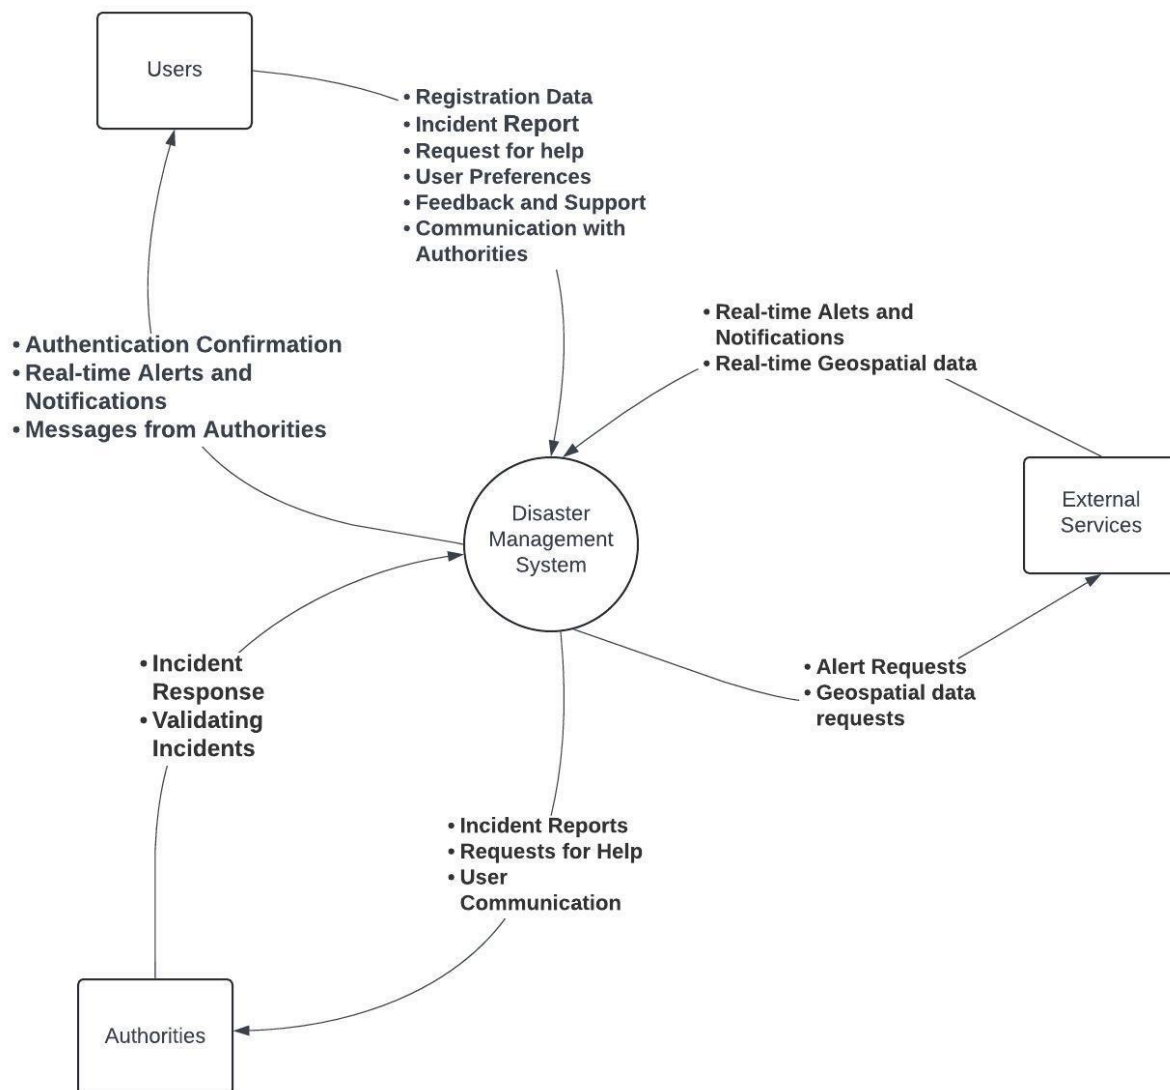 Users
• Registration Data
• Incident Report
• Request for help
• User Preferences
• Feedback and Support
• Communication with
Authorities
• Real-time Alets and
Notifications
• Real-time Geospatial data
• Authentication Confirmation
• Real-time Alerts and
Notifications
• Messages from Authorities
Disaster
Management
System
External
Services
• Incident
Response
• Validating
Incidents
• Alert Requests
• Geospatial data
requests
• Incident Reports
• Requests for Help
• User
Communication
Authorities